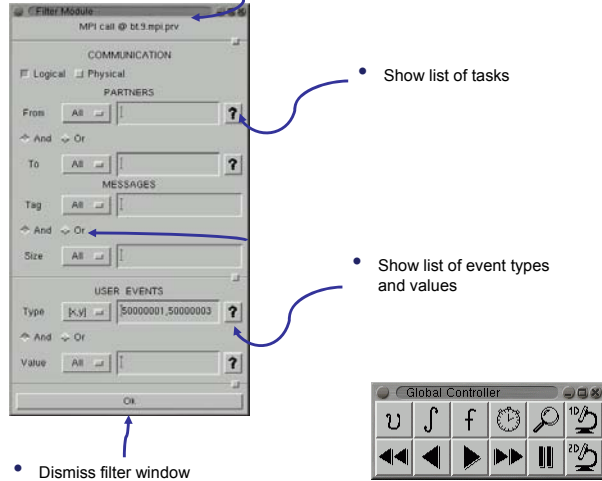 Filter Module
MPI call @ bt.9.mpi.prv
COMMUNICATION
Logical Physical
PARTNERS
From All ?
And Or
To All ?
MESSAGES
Tag All
And Or
Size All
USER EVENTS
Type [x,y] 50000001,50000003 ?
And Or
Value All ?
Ok
• Show list of tasks
• Show list of event types
and values
• Dismiss filter window
Global Controller
1D
2D